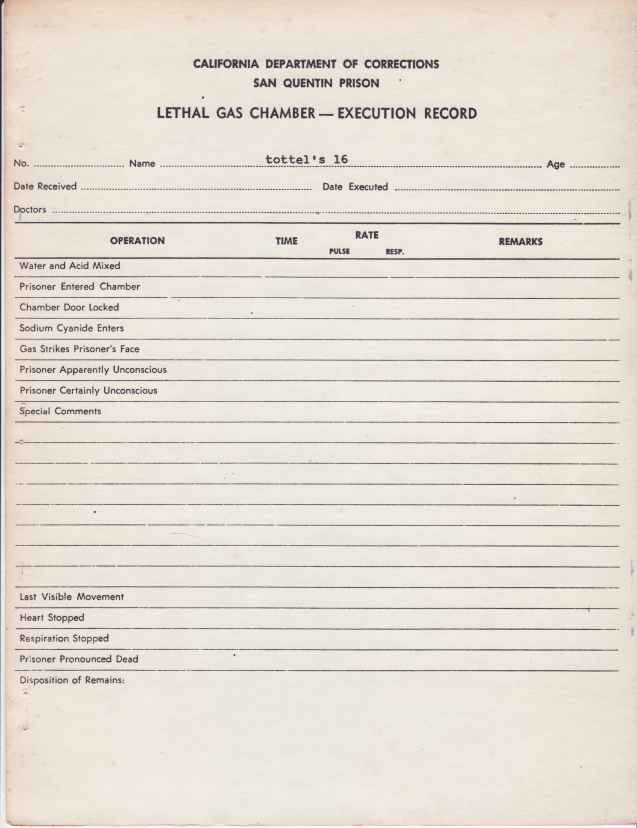 CALIFORNIA DEPARTMENT OF CORRECTIONS
SAN QUENTIN PRISON
LETHAL GAS CHAMBER — EXECUTION RECORD
No. Name tottel's 16 Age
Date Received Date Executed
Doctors
OPERATION TIME RATE REMARKS
PULSE RESP.
Water and Acid Mixed
Prisoner Entered Chamber
Chamber Door Locked
Sodium Cyanide Enters
Gas Strikes Prisoner's Face
Prisoner Apparently Unconscious
Prisoner Certainly Unconscious
Special Comments
Last Visible Movement
Heart Stopped
Respiration Stopped
Prisoner Pronounced Dead
Disposition of Remains: